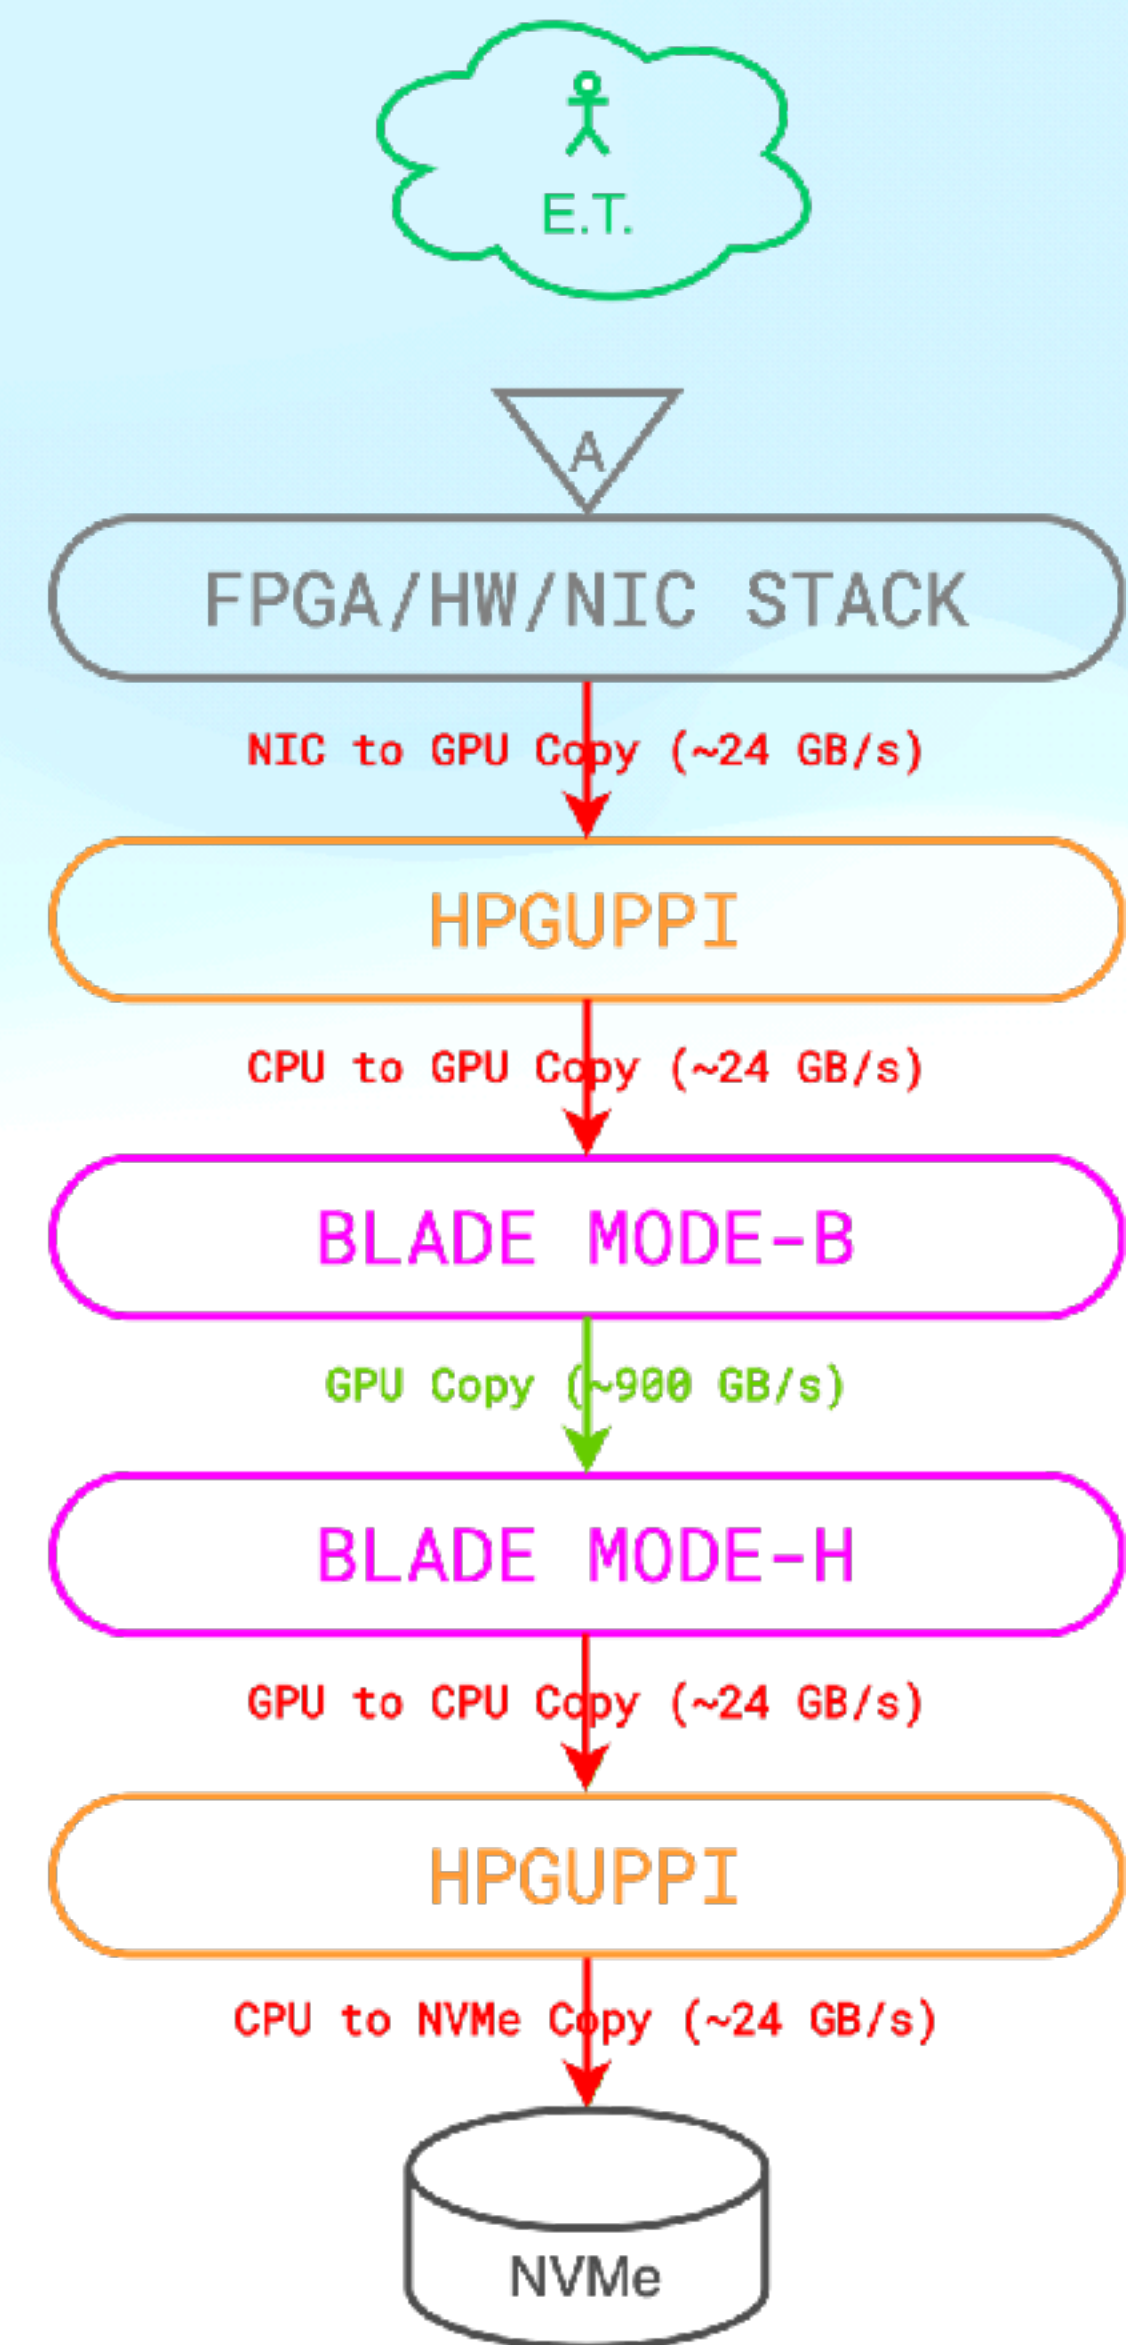 E.T.
A
FPGA/HW/NIC STACK
NIC to GPU Copy (~24 GB/s)
HPGUPPI
CPU to GPU Copy (~24 GB/s)
BLADE MODE-B
GPU Copy (~900 GB/s)
BLADE MODE-H
GPU to CPU Copy (~24 GB/s)
HPGUPPI
CPU to NVMe Copy (~24 GB/s)
NVMe